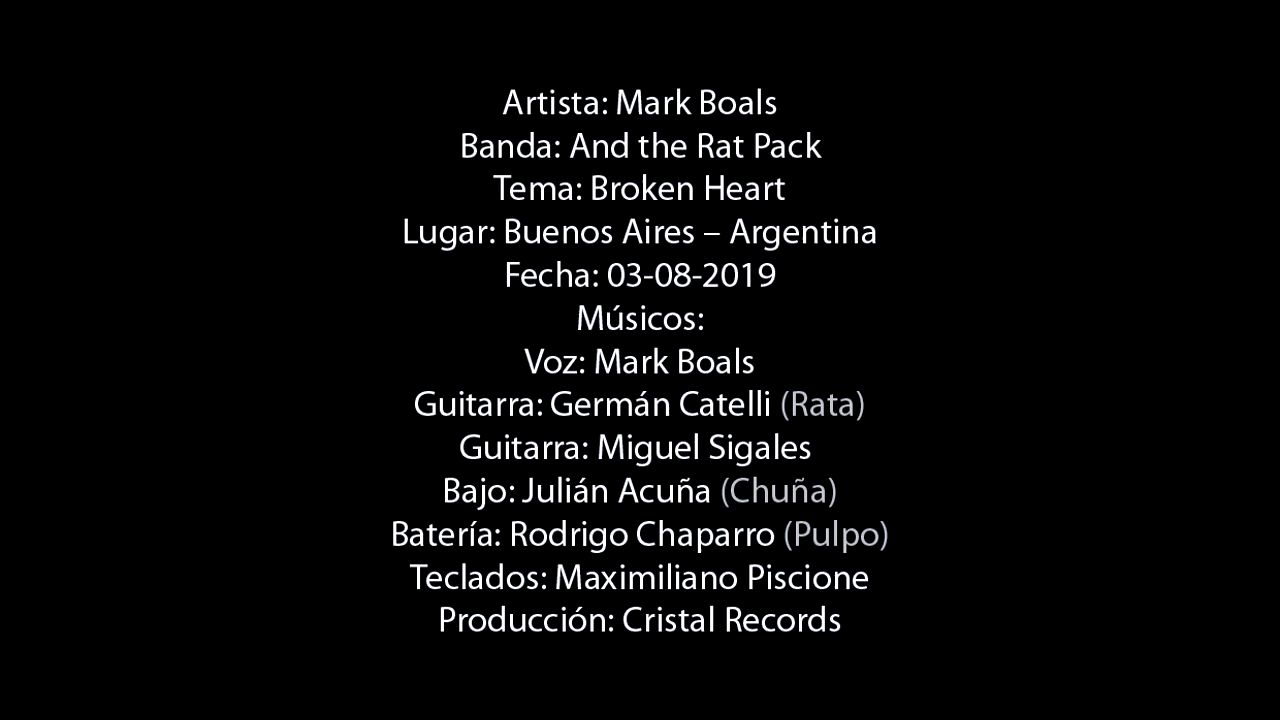 Artista: Mark Boals
Banda: And the Rat Pack
Tema: Broken Heart
Lugar: Buenos Aires – Argentina
Fecha: 03-08-2019
Músicos:
Voz: Mark Boals
Guitarra: Germán Catelli (Rata)
Guitarra: Miguel Sigales
Bajo: Julián Acuña (Chuña)
Batería: Rodrigo Chaparro (Pulpo)
Teclados: Maximiliano Piscione
Producción: Cristal Records